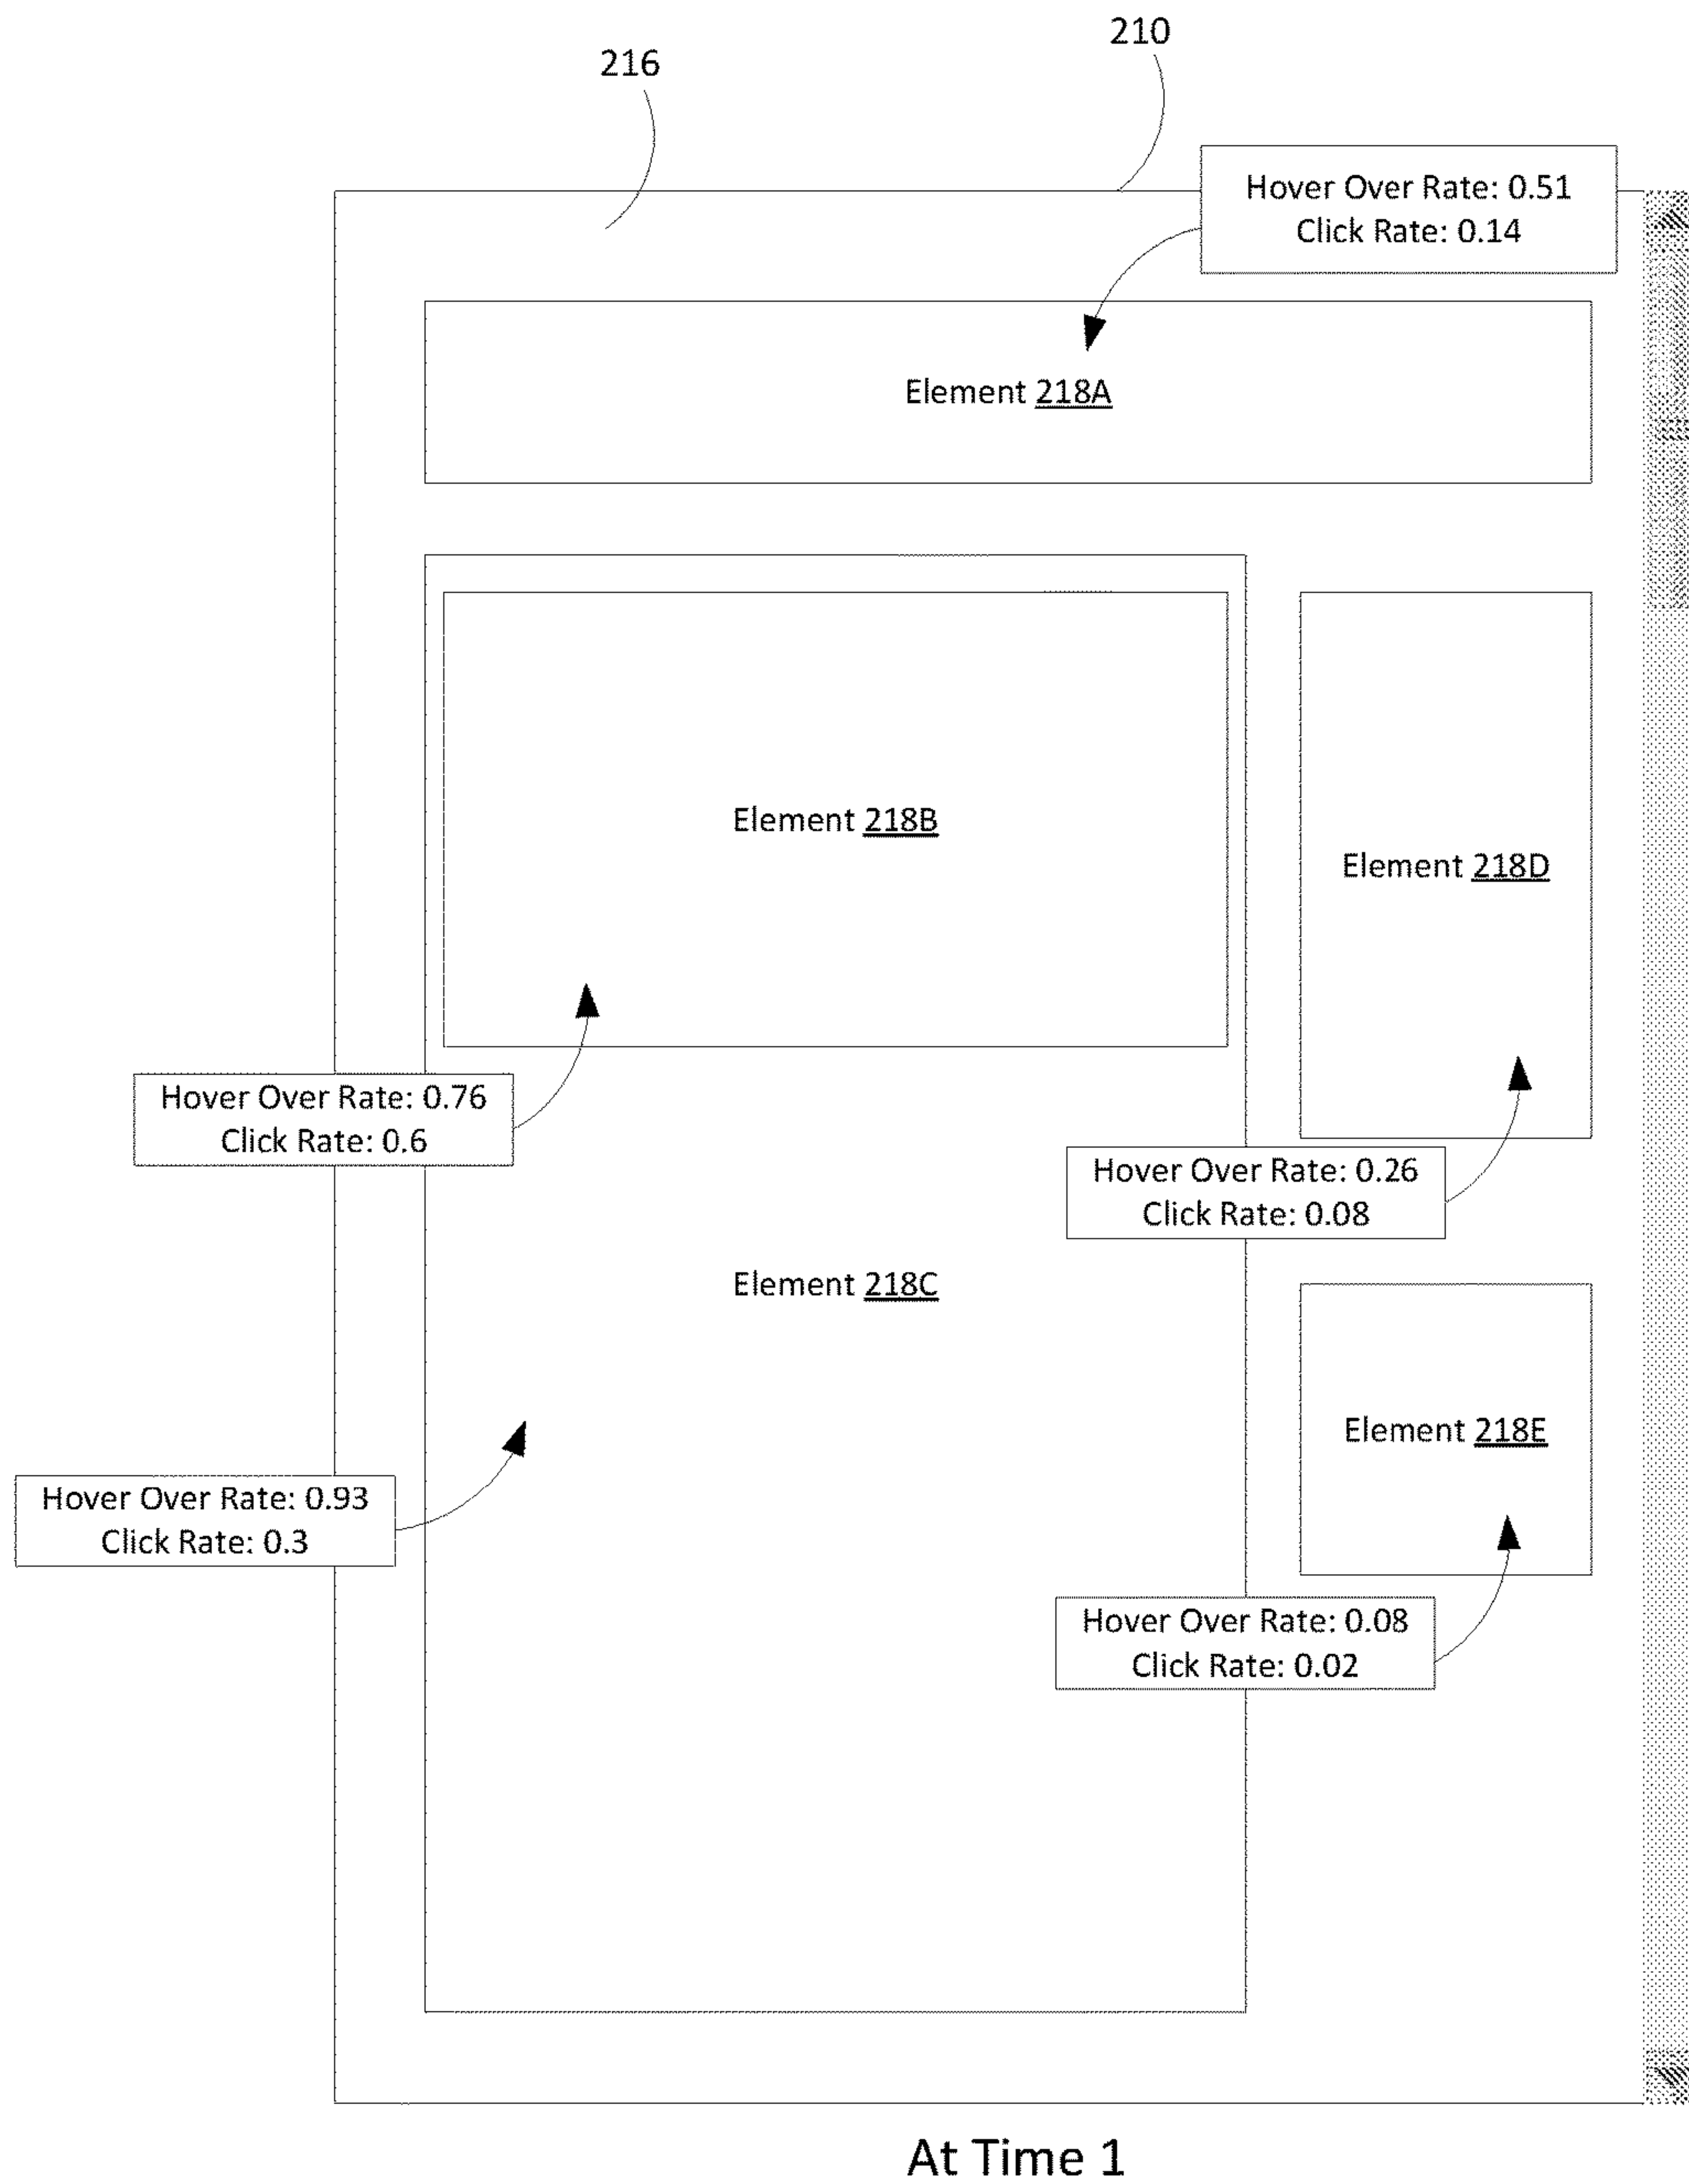 210
216
Hover Over Rate: 0.51
Click Rate: 0.14
Element 218A
Element 218B
Element 218D
Hover Over Rate: 0.76
Click Rate: 0.6
Hover Over Rate: 0.26
Click Rate: 0.08
Element 218C
Element 218E
Hover Over Rate: 0.93
Click Rate: 0.3
Hover Over Rate: 0.08
Click Rate: 0.02
At Time 1